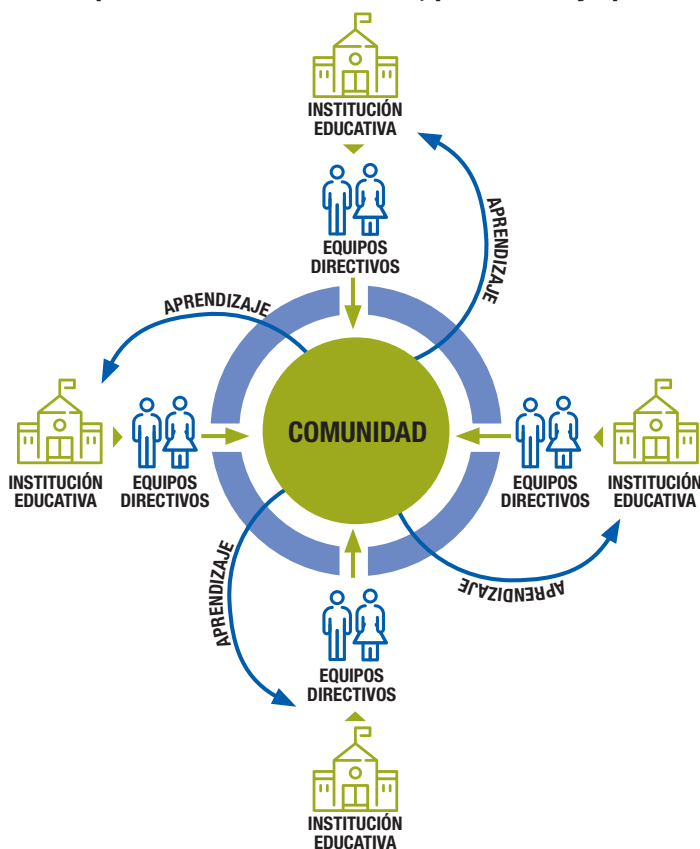 INSTITUCIÓN
EDUCATIVA
EQUIPOS
DIRECTIVOS
APRENDIZAJE
APRENDIZAJE
COMUNIDAD
INSTITUCIÓN
EDUCATIVA
EQUIPOS
DIRECTIVOS
EQUIPOS
DIRECTIVOS
INSTITUCIÓN
EDUCATIVA
APRENDIZAJE
APRENDIZAJE
EQUIPOS
DIRECTIVOS
INSTITUCIÓN
EDUCATIVA